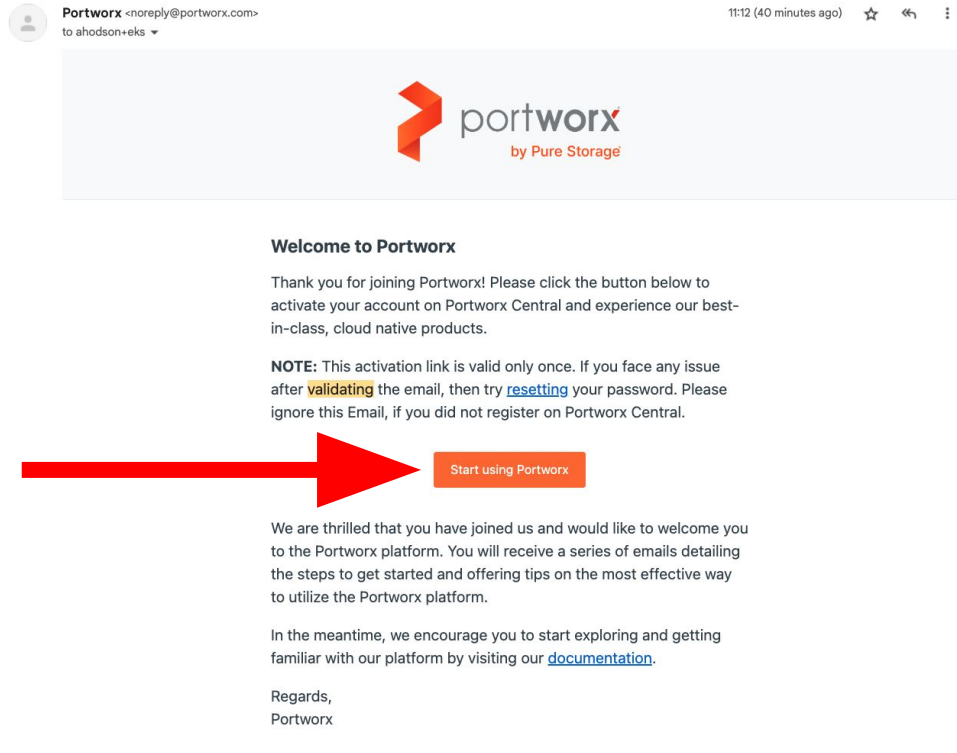 Portworx <noreply@portworx.com>
11:12 (40 minutes ago)
to ahodson+eks
portworx
by Pure Storage
Welcome to Portworx
Thank you for joining Portworx! Please click the button below to
activate your account on Portworx Central and experience our best-
in-class, cloud native products.
NOTE: This activation link is valid only once. If you face any issue
after validating the email, then try resetting your password. Please
ignore this Email, if you did not register on Portworx Central.
Start using Portworx
We are thrilled that you have joined us and would like to welcome you
to the Portworx platform. You will receive a series of emails detailing
the steps to get started and offering tips on the most effective way
to utilize the Portworx platform.
In the meantime, we encourage you to start exploring and getting
familiar with our platform by visiting our documentation.
Regards,
Portworx